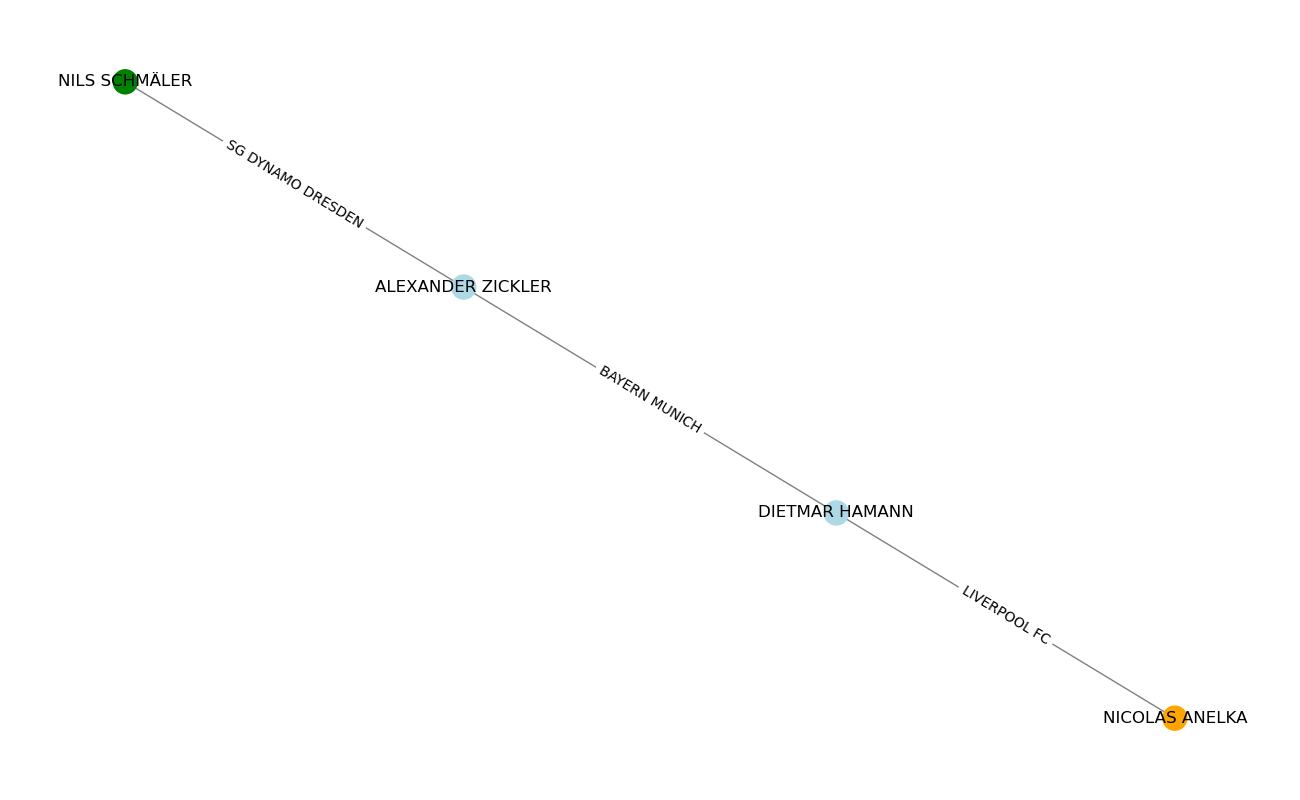 NILS SCHMÄLER
SG DYNAMO DRESDEN
ALEXANDER ZICKLER
BAYERN MUNICH
DIETMAR HAMANN
LIVERPOOL FC
NICOLAS ANELKA